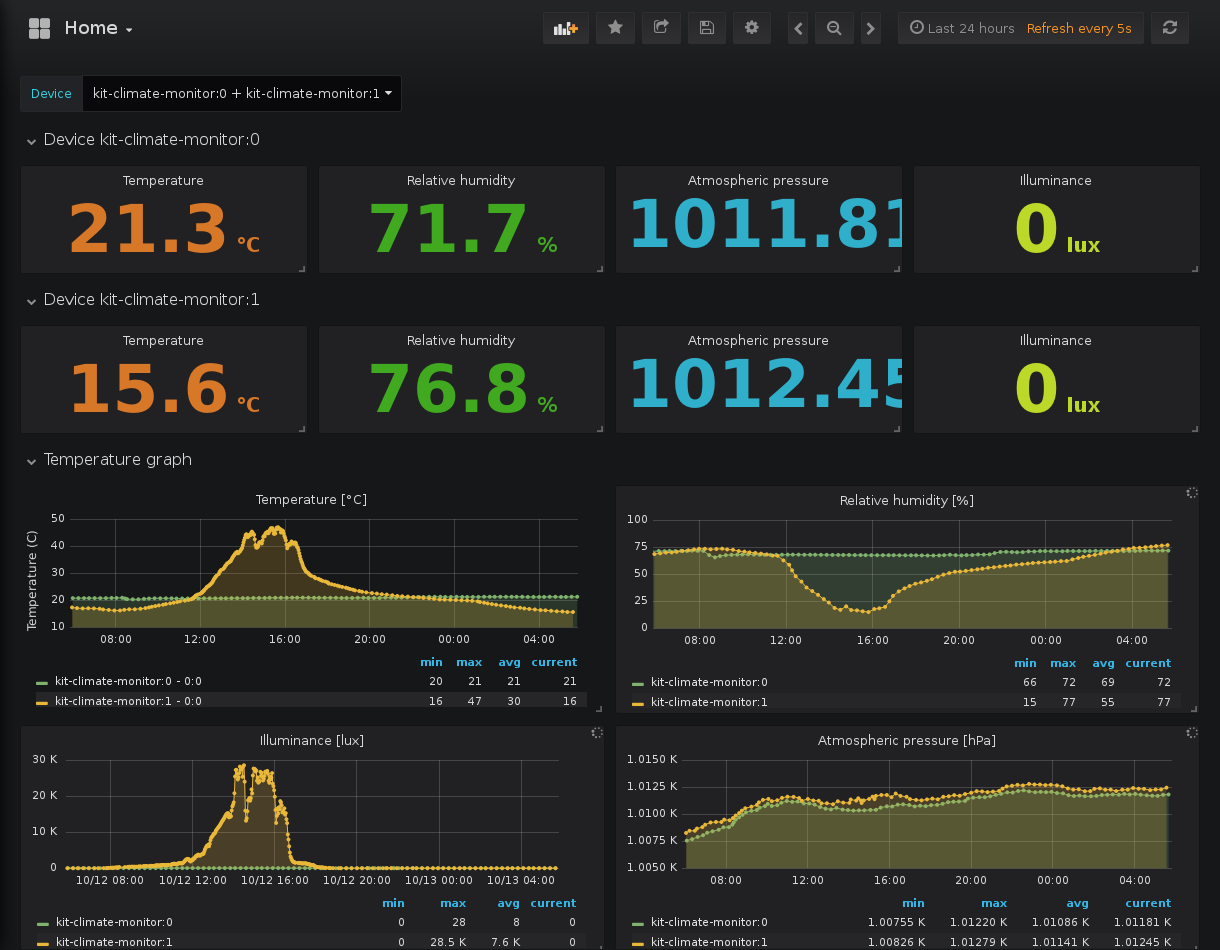 Home
Last 24 hours Refresh every 5s
Device kit-climate-monitor:0 + kit-climate-monitor:1
Device kit-climate-monitor:0
Temperature Relative humidity Atmospheric pressure Illuminance
21.3 °C 71.7 % 1011.81 0 lux
Device kit-climate-monitor:1
Temperature Relative humidity Atmospheric pressure Illuminance
15.6 °C 76.8 % 1012.45 0 lux
Temperature graph
Temperature [°C]
Temperature (C)
50
40
30
20
10
08:00 12:00 16:00 20:00 00:00 04:00
min max avg current
kit-climate-monitor:0 - 0:0 20 21 21 21
kit-climate-monitor:1 - 0:0 16 47 30 16
Relative humidity [%]
100
75
50
25
0
08:00 12:00 16:00 20:00 00:00 04:00
min max avg current
kit-climate-monitor:0 66 72 69 72
kit-climate-monitor:1 15 77 55 77
Illuminance [lux]
30 K
20 K
10 K
0
10/12 08:00 10/12 12:00 10/12 16:00 10/12 20:00 10/13 00:00 10/13 04:00
min max avg current
kit-climate-monitor:0 0 28 8 0
kit-climate-monitor:1 0 28.5 K 7.6 K 0
Atmospheric pressure [hPa]
1.0150 K
1.0125 K
1.0100 K
1.0075 K
1.0050 K
08:00 12:00 16:00 20:00 00:00 04:00
min max avg current
kit-climate-monitor:0 1.00755 K 1.01220 K 1.01086 K 1.01181 K
kit-climate-monitor:1 1.00826 K 1.01279 K 1.01141 K 1.01245 K